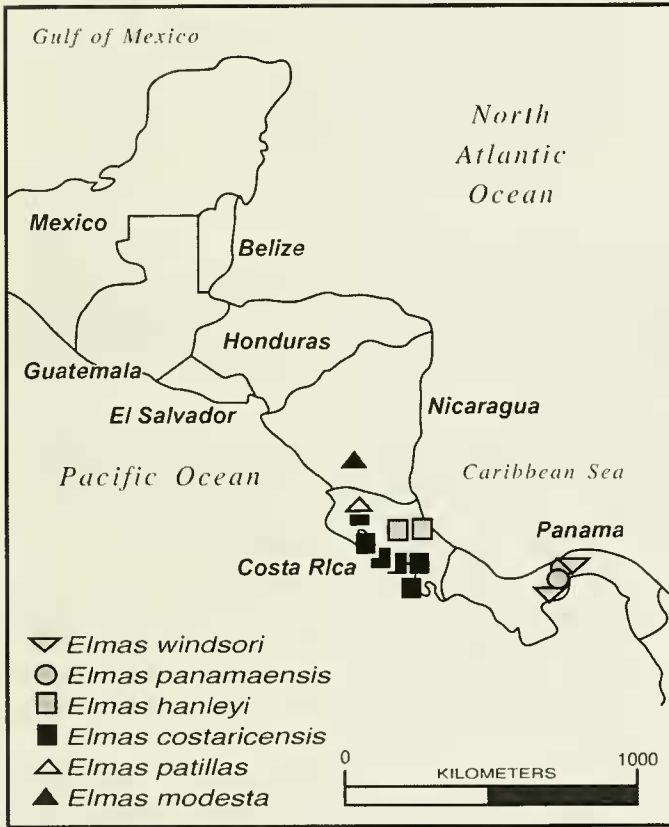 Gulf of Mexico
North
Atlantic
Ocean
Mexico
Belize
Honduras
Guatemala
El Salvador
Nicaragua
Pacific Ocean
Caribbean Sea
Panama
Costa RIca
Elmas windsori
Elmas panamaensis
Elmas hanleyi
Elmas costaricensis
Elmas patillas
Elmas modesta
0
1000
KILOMETERS